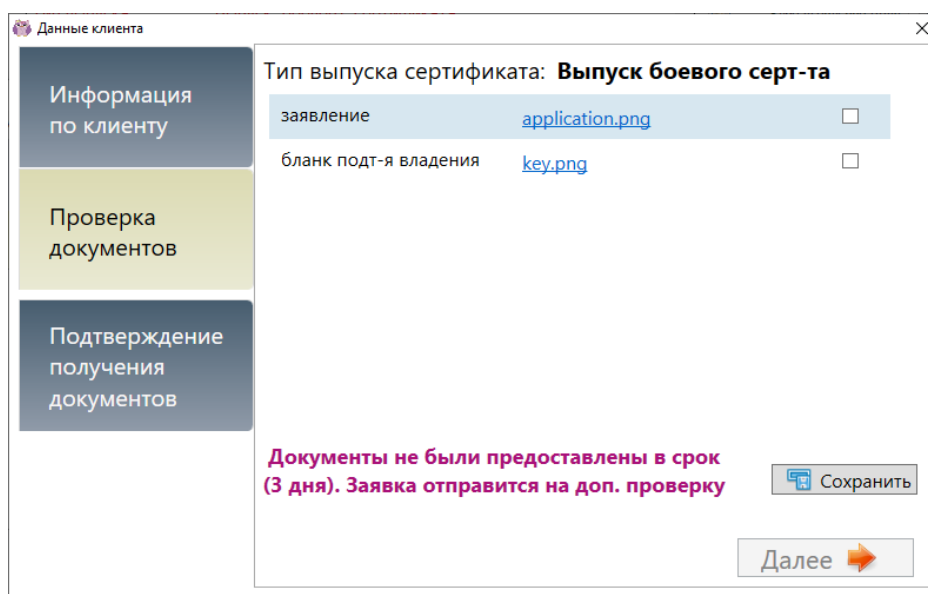 Данные клиента
Информация
по клиенту
Проверка
документов
Подтверждение
получения
документов
Тип выпуска сертификата: Выпуск боевого серт-та
заявление application.png
бланк подт-я владения key.png
Документы не были предоставлены в срок
(3 дня). Заявка отправится на доп. проверку
Сохранить
Далее